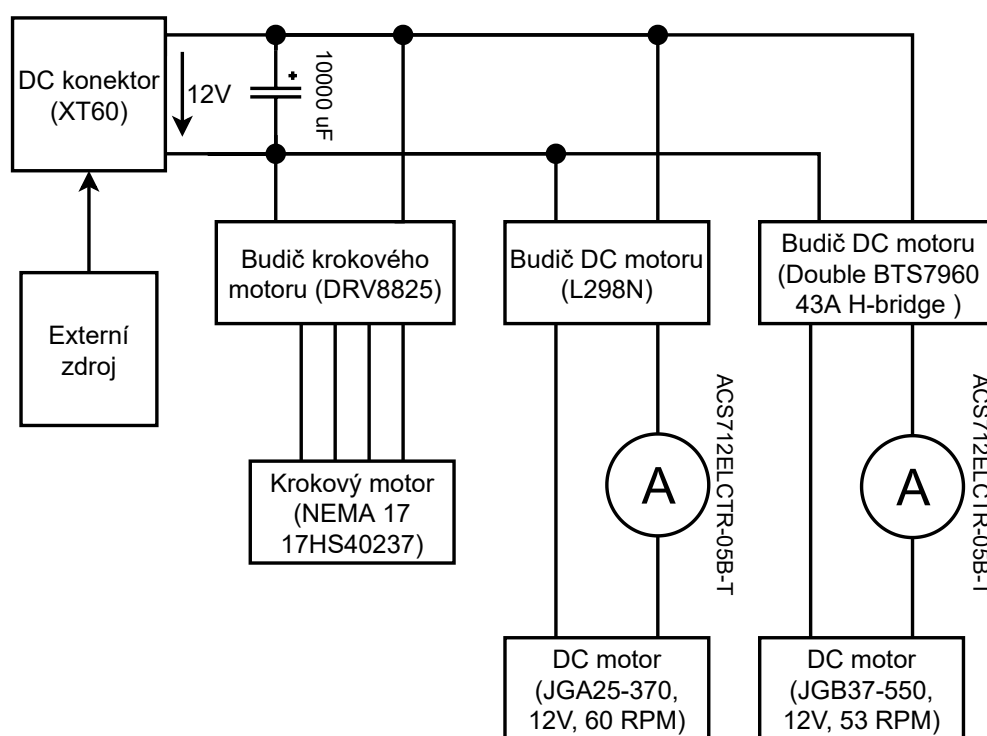 DC konektor
(XT60)
12V
+
10000 uF
Externí
zdroj
Budič krokového
motoru (DRV8825)
Budič DC motoru
(L298N)
Budič DC motoru
(Double BTS7960
43A H-bridge )
Krokový motor
(NEMA 17
17HS40237)
A
ACS712ELCTR-05B-T
A
ACS712ELCTR-05B-T
DC motor
(JGA25-370,
12V, 60 RPM)
DC motor
(JGB37-550,
12V, 53 RPM)